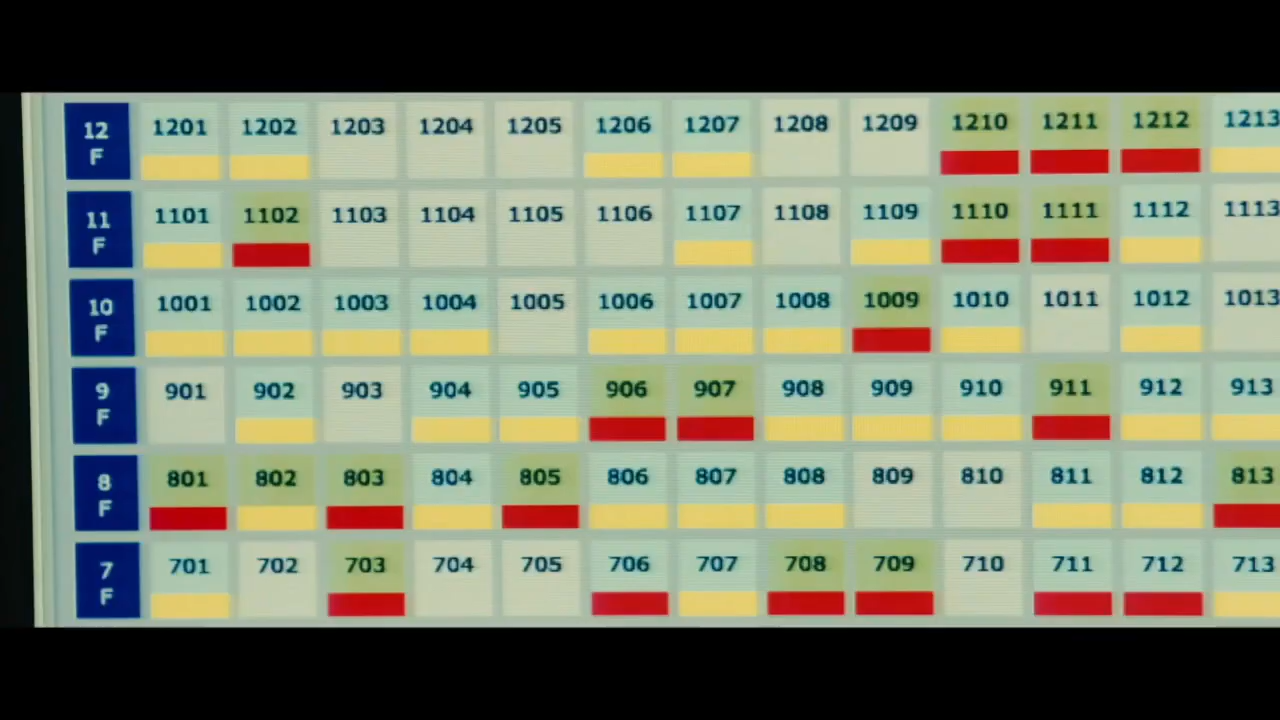 12 F 1201 1202 1203 1204 1205 1206 1207 1208 1209 1210 1211 1212 1213
11 F 1101 1102 1103 1104 1105 1106 1107 1108 1109 1110 1111 1112 1113
10 F 1001 1002 1003 1004 1005 1006 1007 1008 1009 1010 1011 1012 1013
9 F 901 902 903 904 905 906 907 908 909 910 911 912 913
8 F 801 802 803 804 805 806 807 808 809 810 811 812 813
7 F 701 702 703 704 705 706 707 708 709 710 711 712 713